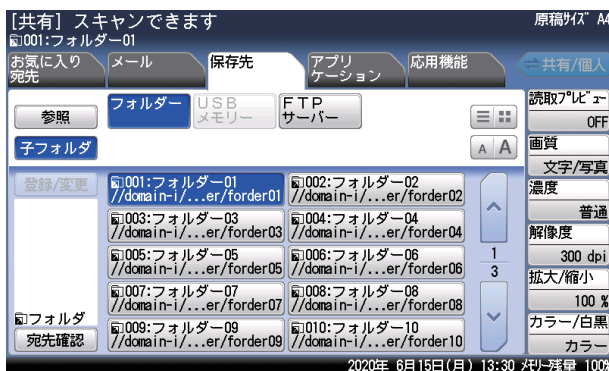 [共有] スキャンできます
原稿ｻｲｽﾞ A4
001:フォルダー01
お気に入り
宛先
メール
保存先
アプリ
ケーション
応用機能
共有/個人
参照
フォルダー
USB
メモリー
FTP
サーバー
子フォルダ
A A
登録/変更
001:フォルダー01
//domain-i/...er/forder01
002:フォルダー02
//domain-i/...er/forder02
003:フォルダー03
//domain-i/...er/forder03
004:フォルダー04
//domain-i/...er/forder04
005:フォルダー05
//domain-i/...er/forder05
006:フォルダー06
//domain-i/...er/forder06
007:フォルダー07
//domain-i/...er/forder07
008:フォルダー08
//domain-i/...er/forder08
009:フォルダー09
//domain-i/...er/forder09
010:フォルダー10
//domain-i/...er/forder10
1
3
フォルダ
宛先確認
読取ﾌﾟﾚﾋﾞｭｰ
OFF
画質
文字/写真
濃度
普通
解像度
300 dpi
拡大/縮小
100 %
カラー/白黒
カラー
2020年 6月15日(月) 13:30 ﾒﾓﾘｰ残量 100%